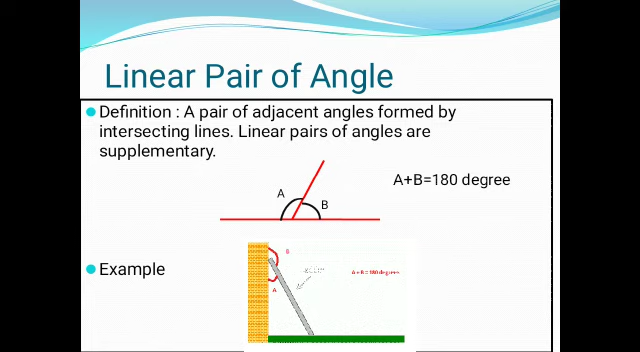 Linear Pair of Angle
Definition : A pair of adjacent angles formed by
intersecting lines. Linear pairs of angles are
supplementary.
A+B=180 degree
A
B
Example
B
A + B = 180 degrees
A